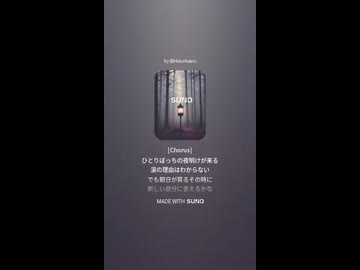 SUNO
[Chorus]
ひとりぼっちの夜明けが来る
涙の理由はわからない
でも朝日が昇るその時に
新しい自分に会えるかな
MADE WITH SUNO